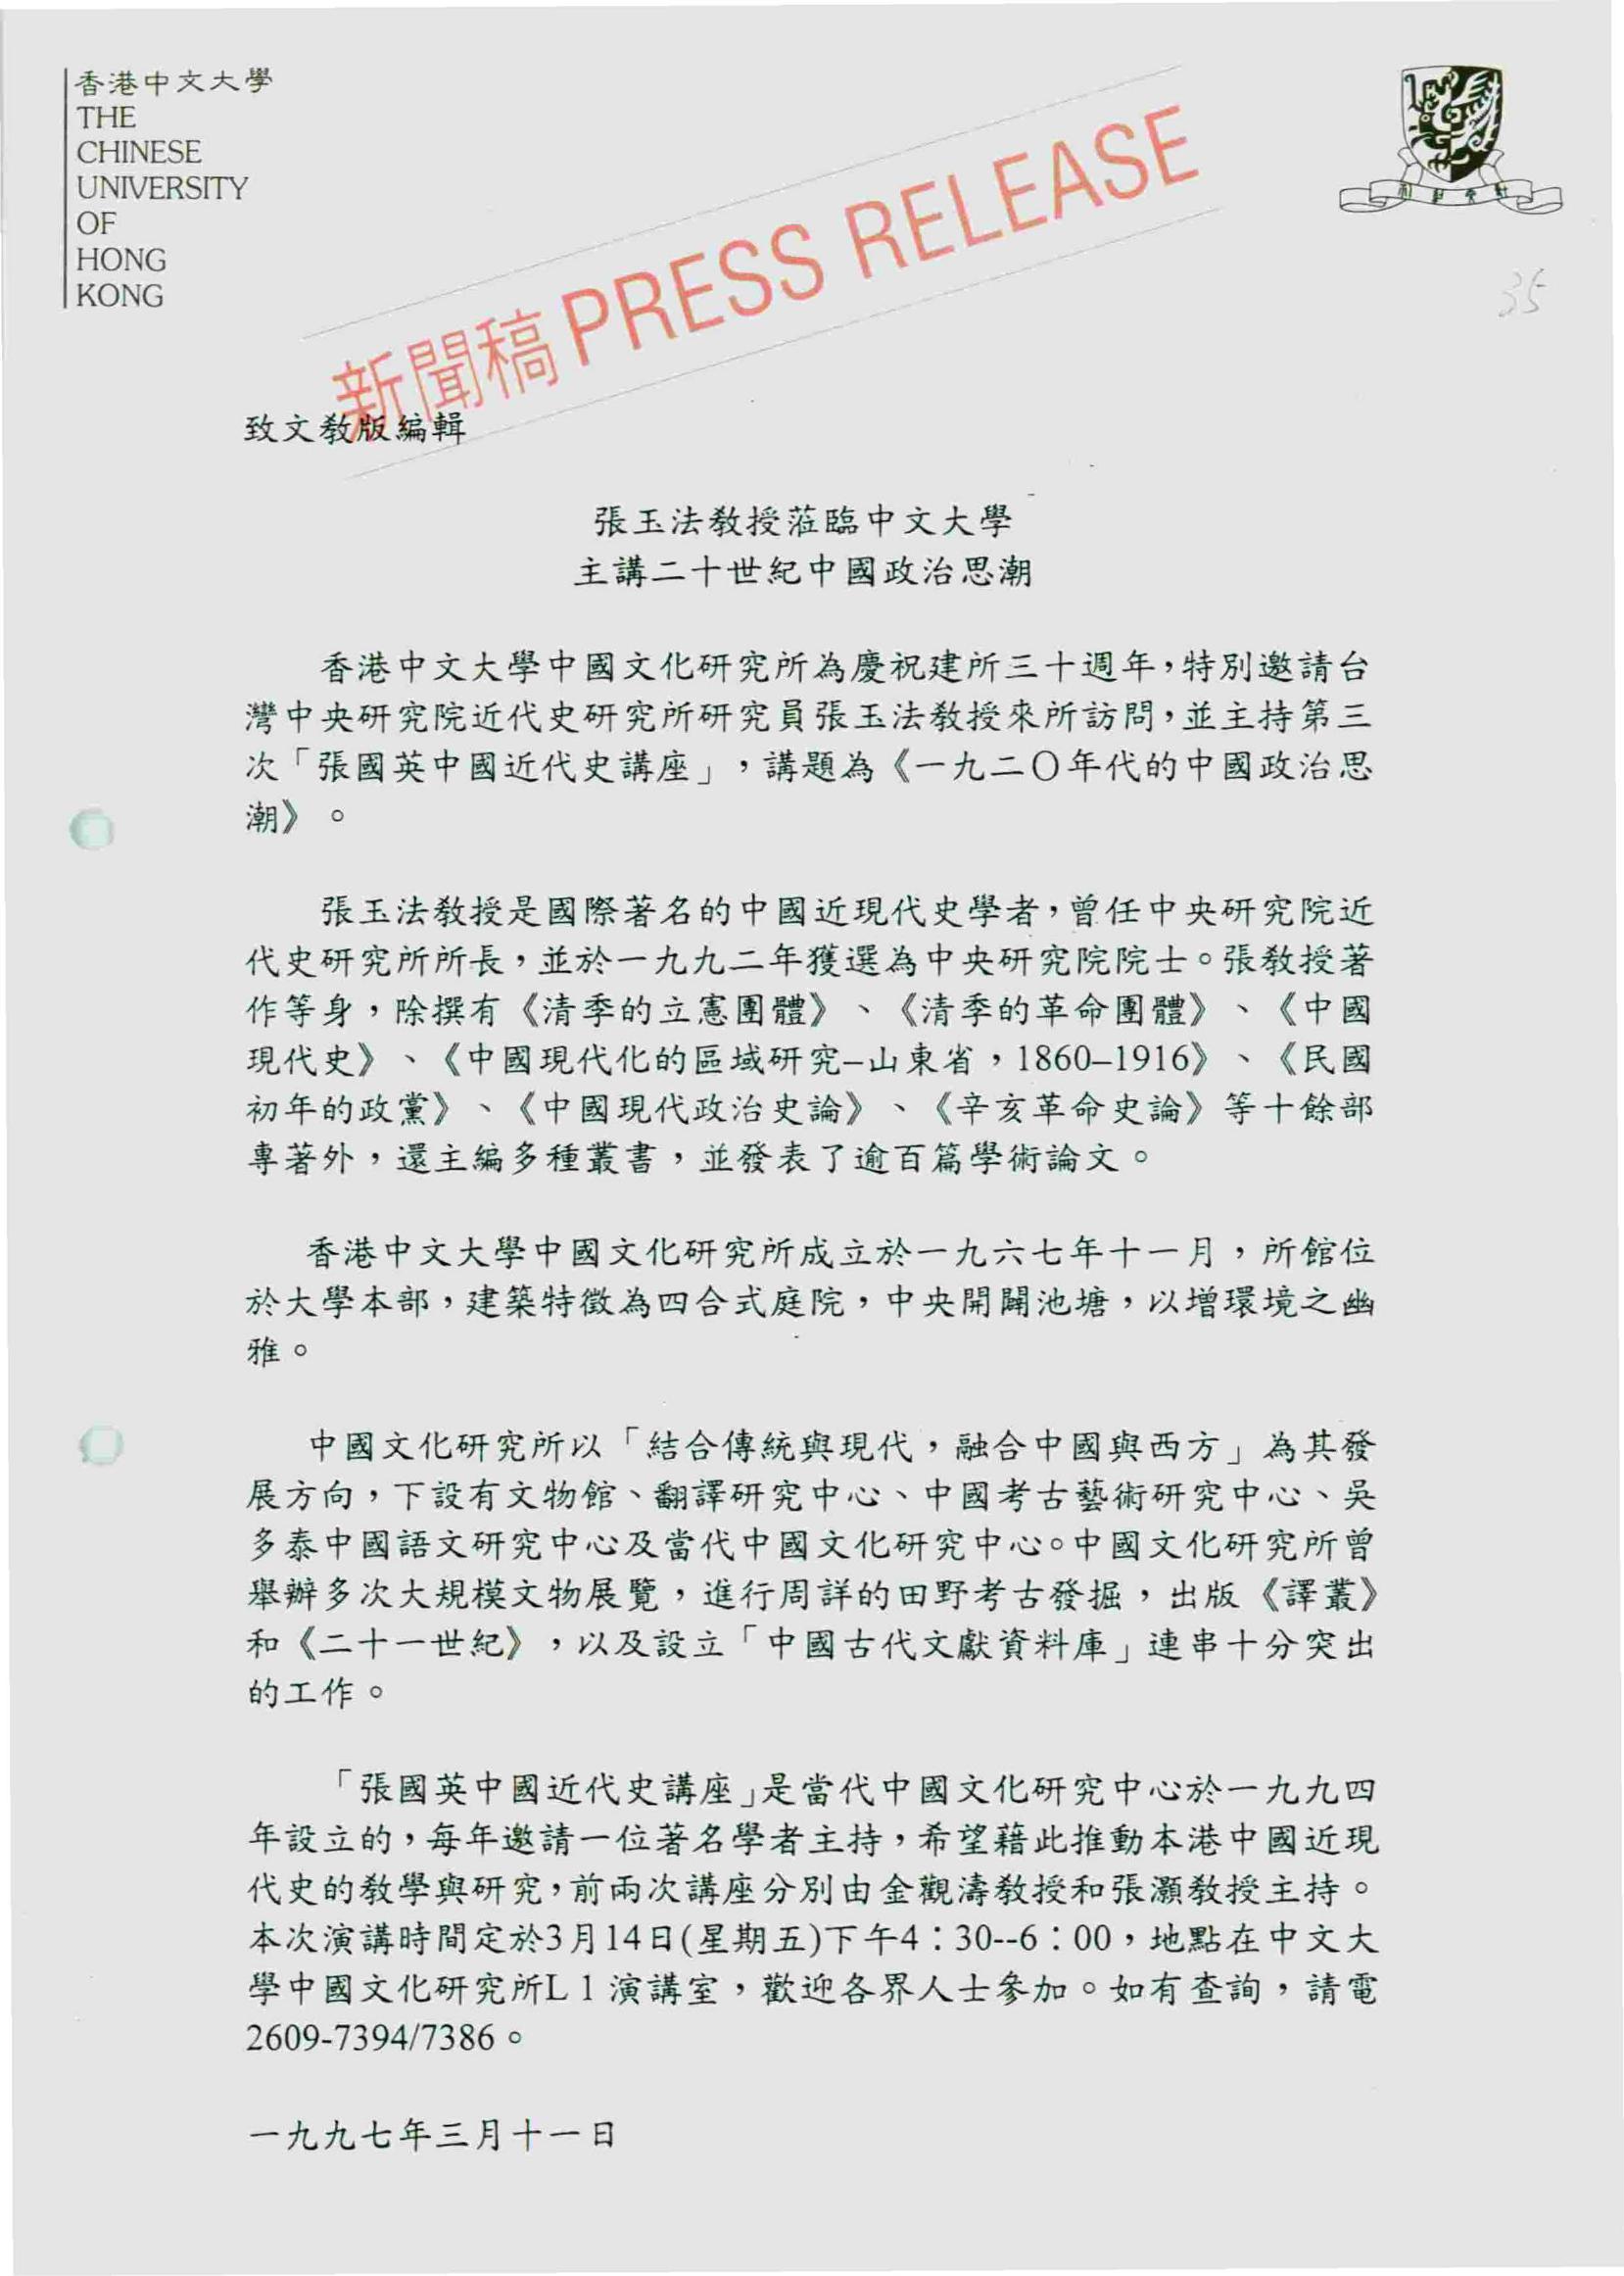 香港中文大學
THE
CHINESE
UNIVERSITY
OF
HONG
KONG
新聞稿 PRESS RELEASE
35
致文教版編輯
張玉法教授蒞臨中文大學
主講二十世紀中國政治思潮
香港中文大學中國文化研究所為慶祝建所三十週年，特別邀請台
灣中央研究院近代史研究所研究員張玉法教授來所訪問，並主持第三
次「張國英中國近代史講座」，講題為《一九二〇年代的中國政治思
潮》。
張玉法教授是國際著名的中國近現代史學者，曾任中央研究院近
代史研究所所長，並於一九九二年獲選為中央研究院院士。張教授著
作等身，除撰有《清季的立憲團體》、《清季的革命團體》、《中國
現代史》、《中國現代化的區域研究–山東省，1860–1916》、《民國
初年的政黨》、《中國現代政治史論》、《辛亥革命史論》等十餘部
專著外，還主編多種叢書，並發表了逾百篇學術論文。
香港中文大學中國文化研究所成立於一九六七年十一月，所館位
於大學本部，建築特徵為四合式庭院，中央開闢池塘，以增環境之幽
雅。
中國文化研究所以「結合傳統與現代，融合中國與西方」為其發
展方向，下設有文物館、翻譯研究中心、中國考古藝術研究中心、吳
多泰中國語文研究中心及當代中國文化研究中心。中國文化研究所曾
舉辦多次大規模文物展覽，進行周詳的田野考古發掘，出版《譯叢》
和《二十一世紀》，以及設立「中國古代文獻資料庫」連串十分突出
的工作。
「張國英中國近代史講座」是當代中國文化研究中心於一九九四
年設立的，每年邀請一位著名學者主持，希望藉此推動本港中國近現
代史的教學與研究，前兩次講座分別由金觀濤教授和張灝教授主持。
本次演講時間定於3月14日(星期五)下午4：30--6：00，地點在中文大
學中國文化研究所L1演講室，歡迎各界人士參加。如有查詢，請電
2609-7394/7386。
一九九七年三月十一日